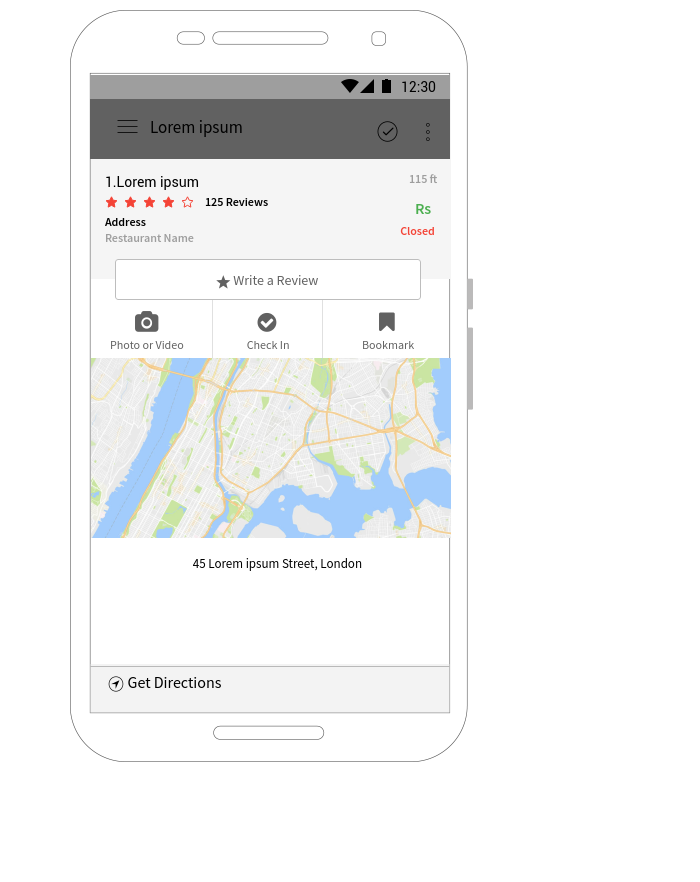 12:30
Lorem ipsum
1.Lorem ipsum
115 ft
125 Reviews
Rs
Address
Closed
Restaurant Name
Write a Review
Photo or Video
Check In
Bookmark
45 Lorem ipsum Street, London
Get Directions